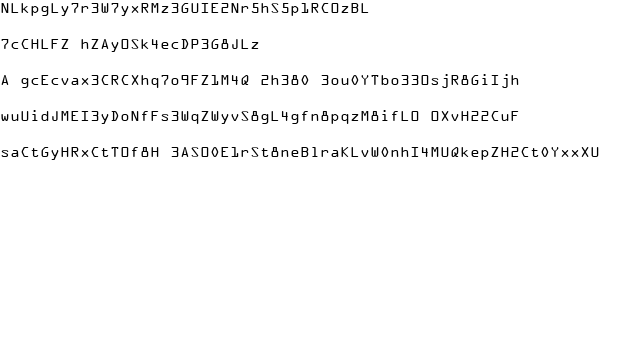 NLkpgLy7r3W7yxRMz3GUIE2Nr5hS5p1RCOzBL
7cCHLFZ hZAyOSk4ecDP3G8JLz
A gcEcvax3CRCXhq7o9FZ1M4Q 2h380 3ou0YTbo33OsjR8GiIjh
wuUidJMEI3yDoNfFs3WqZWyvS8gL4gfn8pqzM8ifLO OXvH22CuF
saCtGyHRxCtTOf8H 3ASO0E1rSt8neB1raKLvW0nhI4MUQkepZH2Ct0YxxXU